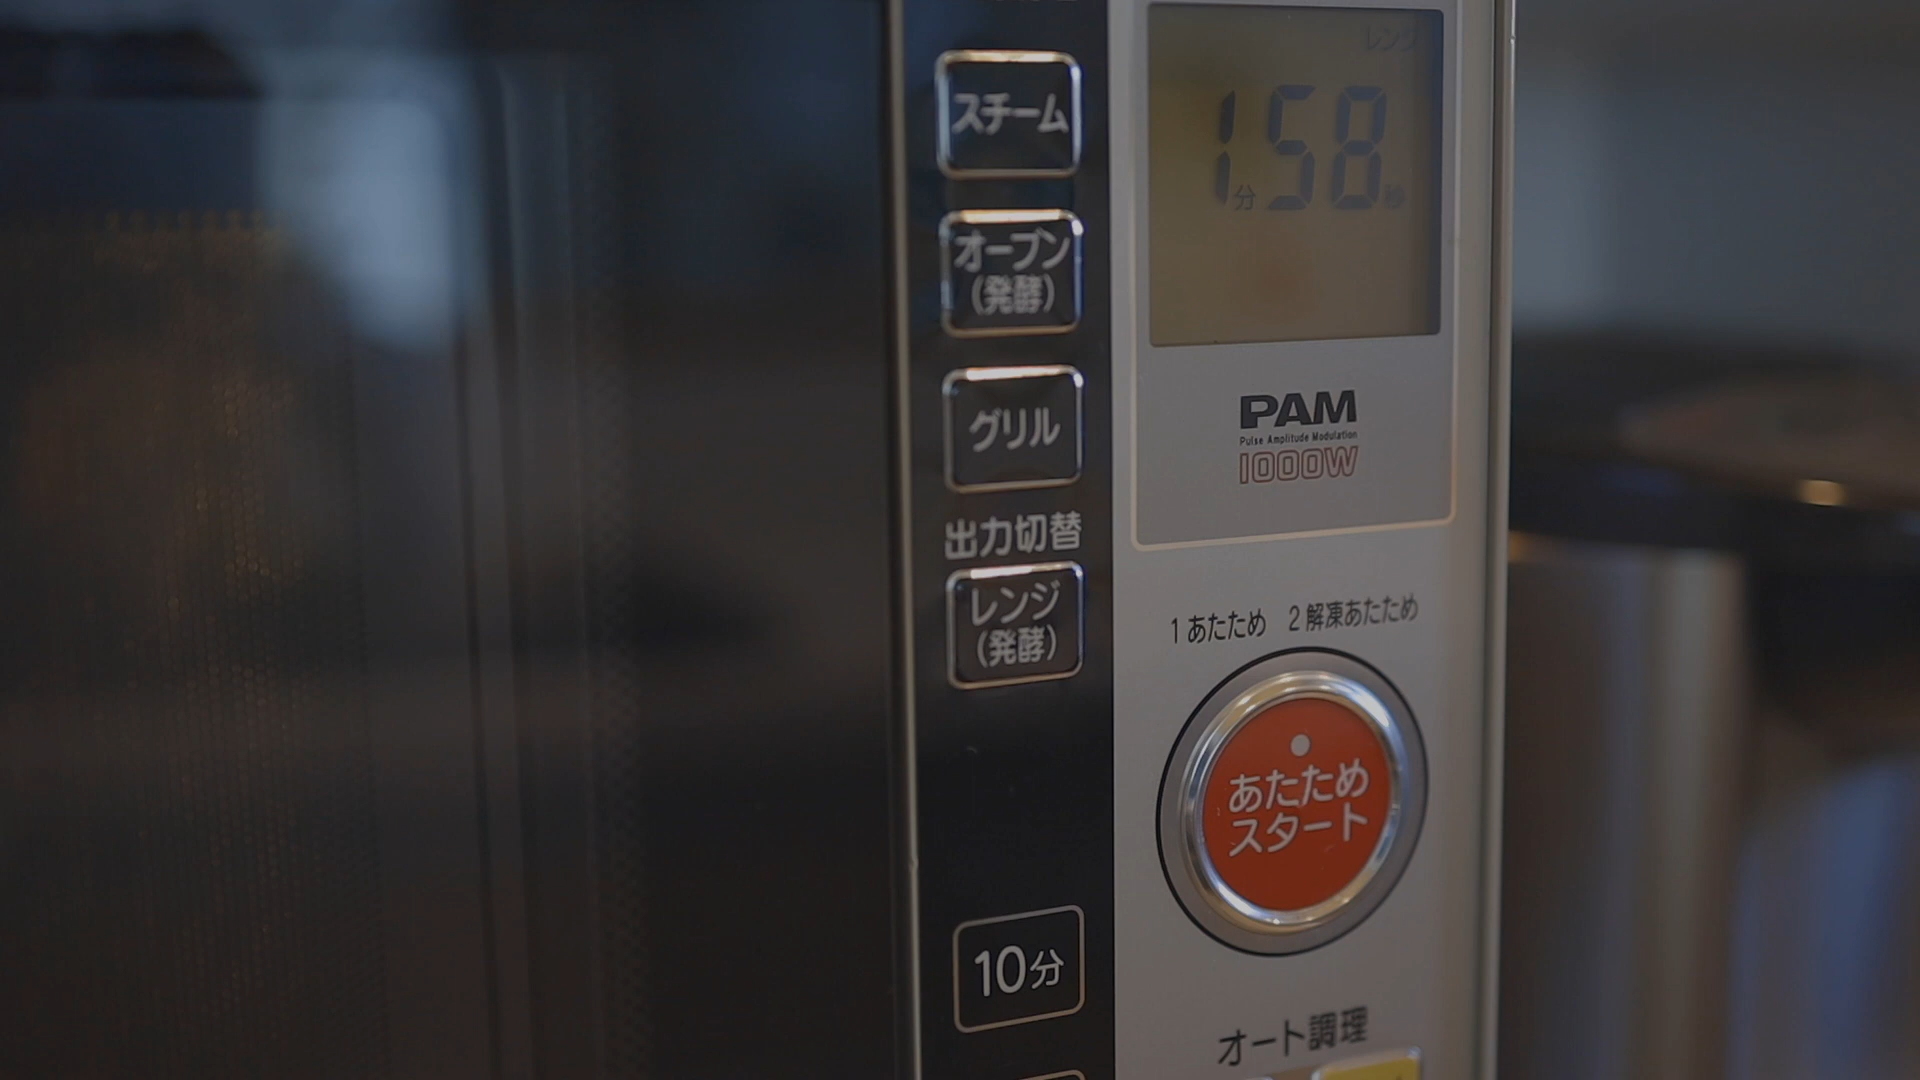 スチーム
オーブン
(発酵)
グリル
出力切替
レンジ
(発酵)
10分
レンジ
1分58秒
PAM
Pulse Amplitude Modulation
1000W
1あたため 2解凍あたため
あたため
スタート
オート調理